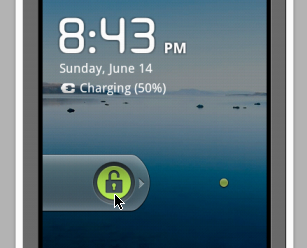 8:43 PM
Sunday, June 14
Charging (50%)